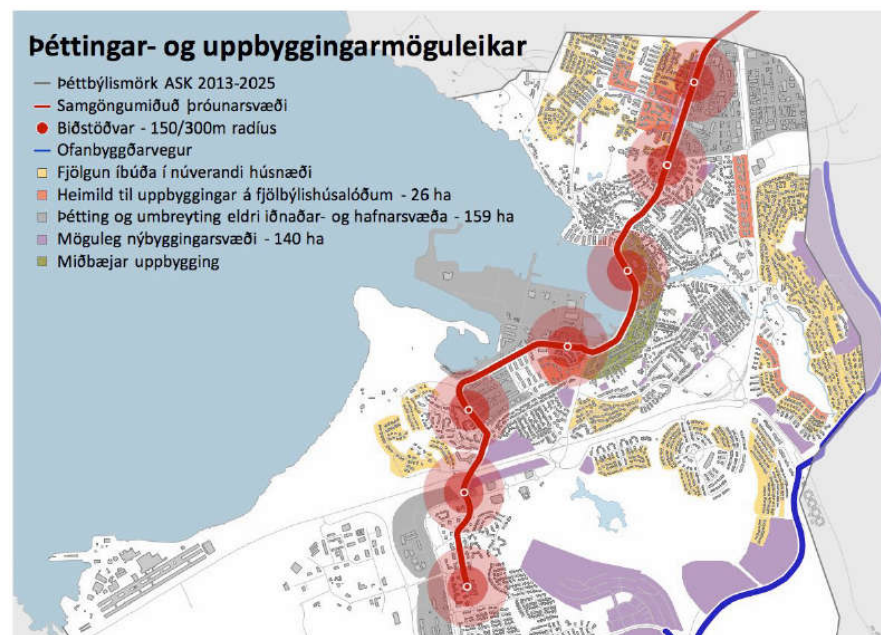 Þéttingar- og uppbyggingarmöguleikar
Þéttbýlismörk ASK 2013-2025
Samgöngumiðuð þróunarsvæði
Biðstöðvar - 150/300m radíus
Ofanbyggðarvegur
Fjölgun íbúða í núverandi húsnæði
Heimild til uppbyggingar á fjölbýlishúsalóðum - 26 ha
Þétting og umbreyting eldri iðnaðar- og hafnarsvæða - 159 ha
Möguleg nýbyggingarsvæði - 140 ha
Miðbæjar uppbygging